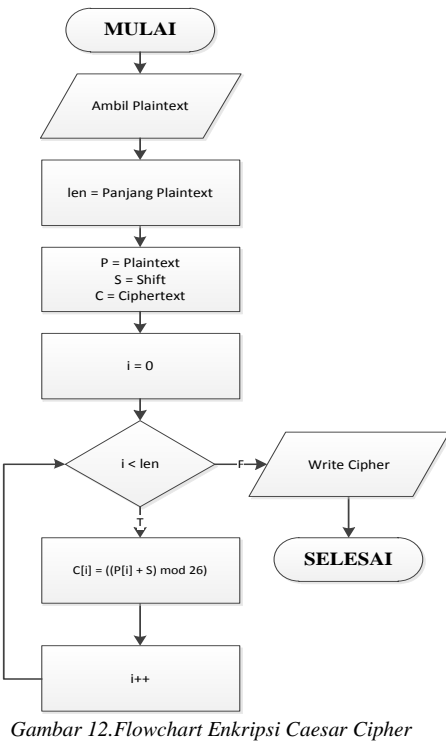 MULAI
Ambil Plaintext
len = Panjang Plaintext
P = Plaintext
S = Shift
C = Ciphertext
i = 0
i < len
F
Write Cipher
T
SELESAI
C[i] = ((P[i] + S) mod 26)
i++
Gambar 12.Flowchart Enkripsi Caesar Cipher